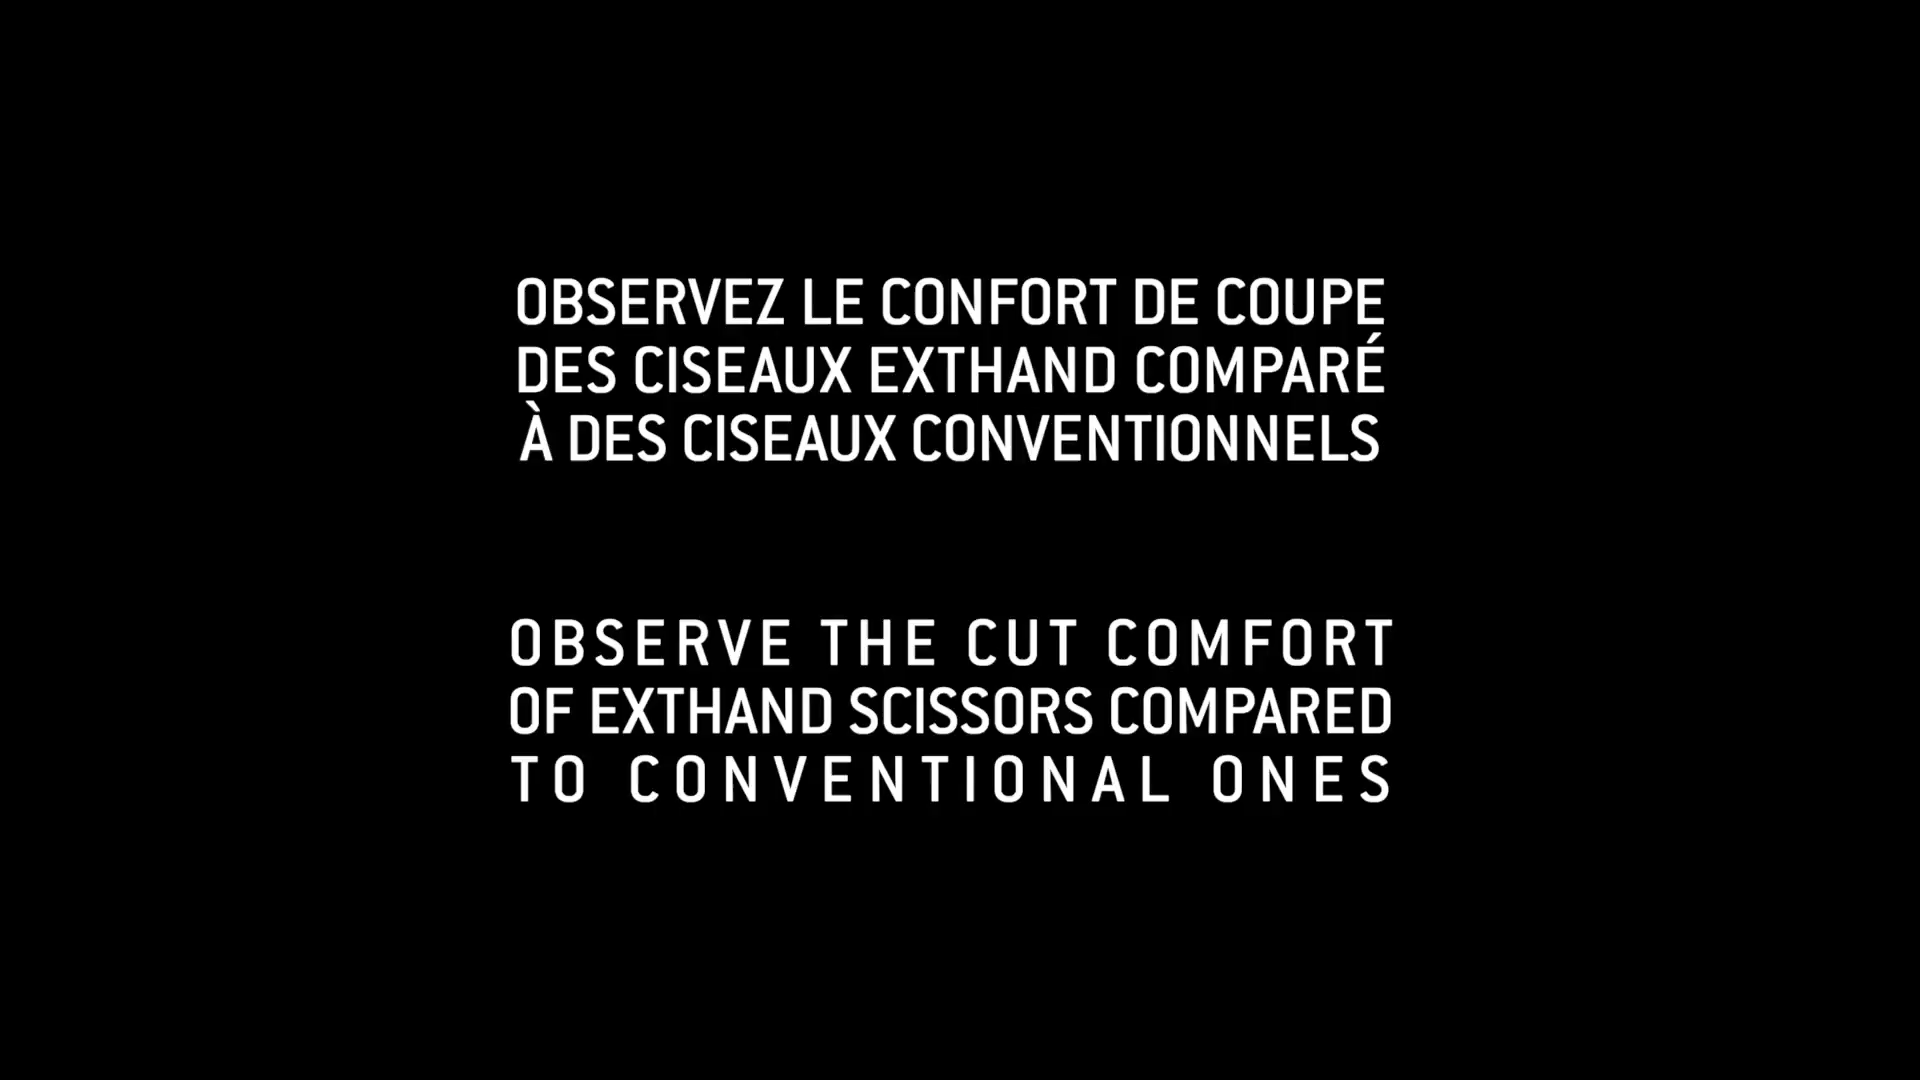 OBSERVEZ LE CONFORT DE COUPE
DES CISEAUX EXTHAND COMPARÉ
À DES CISEAUX CONVENTIONNELS
OBSERVE THE CUT COMFORT
OF EXTHAND SCISSORS COMPARED
TO CONVENTIONAL ONES